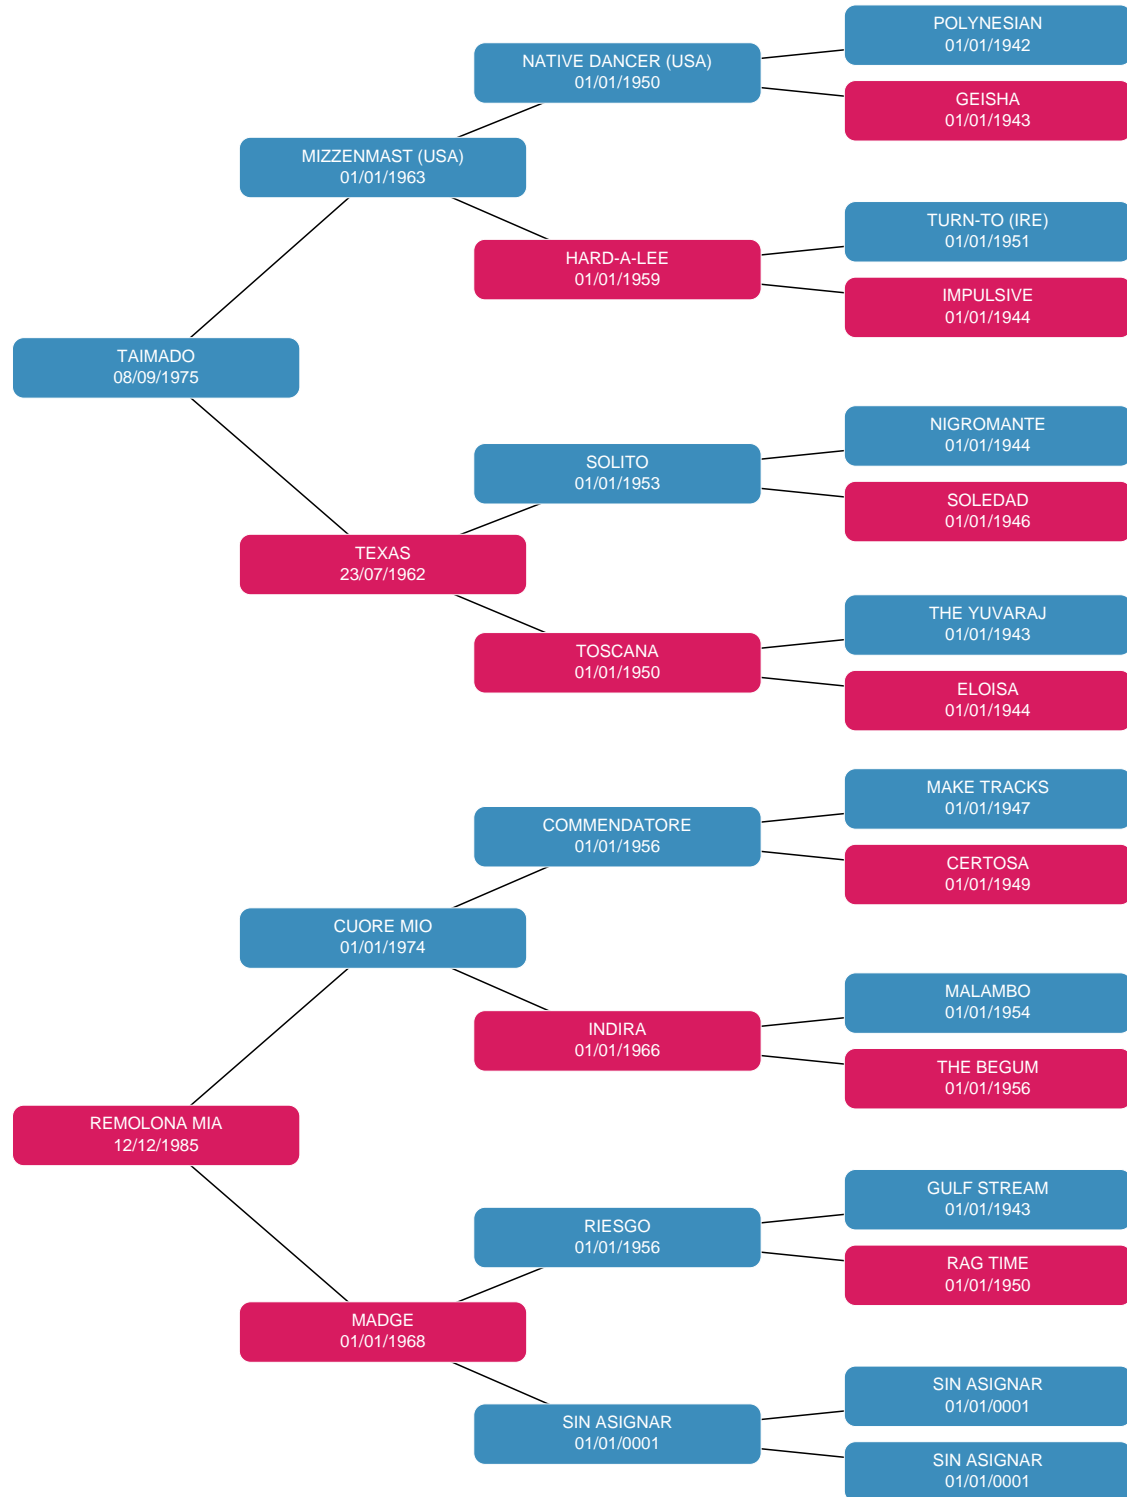 POLYNESIAN
01/01/1942
NATIVE DANCER (USA)
01/01/1950
GEISHA
01/01/1943
MIZZENMAST (USA)
01/01/1963
TURN-TO (IRE)
01/01/1951
HARD-A-LEE
01/01/1959
IMPULSIVE
01/01/1944
TAIMADO
08/09/1975
NIGROMANTE
01/01/1944
SOLITO
01/01/1953
SOLEDAD
01/01/1946
TEXAS
23/07/1962
THE YUVARAJ
01/01/1943
TOSCANA
01/01/1950
ELOISA
01/01/1944
MAKE TRACKS
01/01/1947
COMMENDATORE
01/01/1956
CERTOSA
01/01/1949
CUORE MIO
01/01/1974
MALAMBO
01/01/1954
INDIRA
01/01/1966
THE BEGUM
01/01/1956
REMOLONA MIA
12/12/1985
GULF STREAM
01/01/1943
RIESGO
01/01/1956
RAG TIME
01/01/1950
MADGE
01/01/1968
SIN ASIGNAR
01/01/0001
SIN ASIGNAR
01/01/0001
SIN ASIGNAR
01/01/0001